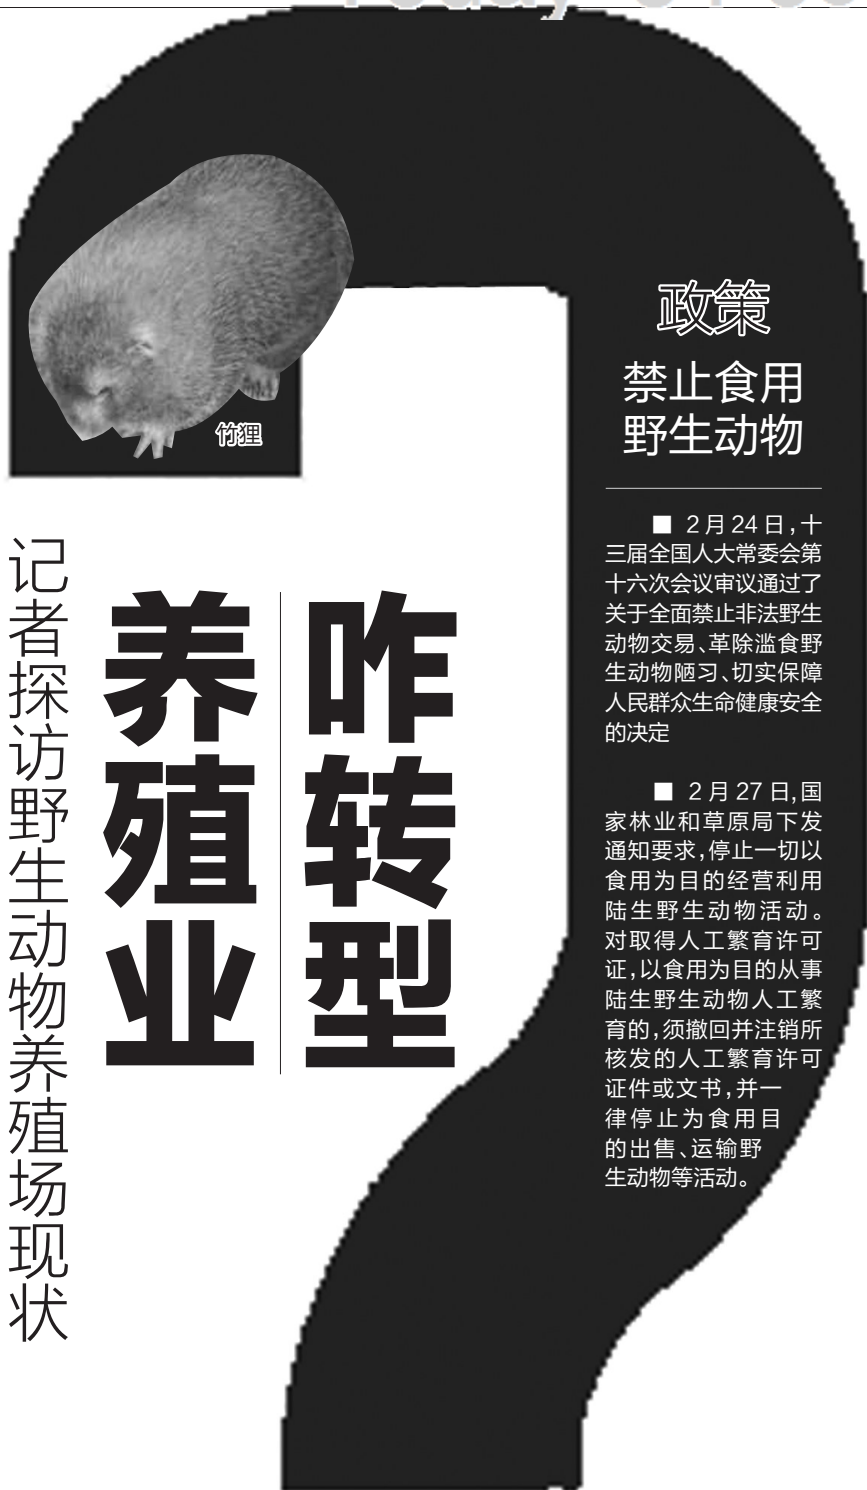 竹狸
政策
禁止食用
野生动物
■ 2月24日,十
三届全国人大常委会第
十六次会议审议通过了
关于全面禁止非法野生
动物交易、革除滥食野
生动物陋习、切实保障
人民群众生命健康安全
的决定
■ 2月27日,国
家林业和草原局下发
通知要求,停止一切以
食用为目的经营利用
陆生野生动物活动。
对取得人工繁育许可
证,以食用为目的从事
陆生野生动物人工繁
育的,须撤回并注销所
核发的人工繁育许可
证件或文书,并一
律停止为食用目
的出售、运输野
生动物等活动。
养殖业
咋转型
记者探访野生动物养殖场现状